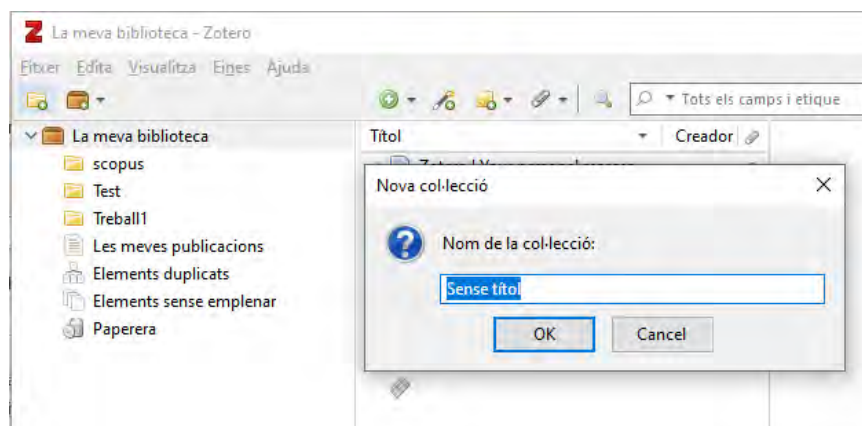 La meva biblioteca - Zotero
Fitxer Edita Visualitza Eines Ajuda
Tots els camps i etique
La meva biblioteca
scopus
Test
Treball1
Les meves publicacions
Elements duplicats
Elements sense emplenar
Paperera
Títol Creador
Nova col·lecció
Nom de la col·lecció:
Sense títol
OK Cancel